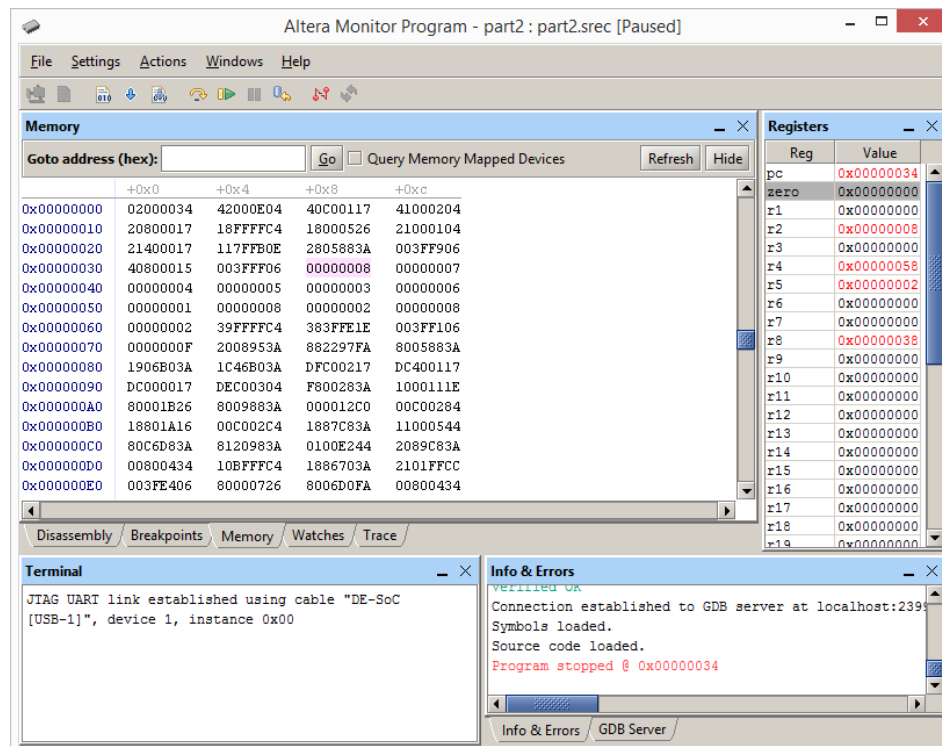 Altera Monitor Program - part2 : part2.srec [Paused]
File Settings Actions Windows Help
Memory
Goto address (hex): Go Query Memory Mapped Devices Refresh Hide
+0x0 +0x4 +0x8 +0xc
0x00000000 02000034 42000E04 40C00117 41000204
0x00000010 20800017 18FFFFC4 18000526 21000104
0x00000020 21400017 117FFB0E 2805883A 003FF906
0x00000030 40800015 003FFF06 00000008 00000007
0x00000040 00000004 00000005 00000003 00000006
0x00000050 00000001 00000008 00000002 00000008
0x00000060 00000002 39FFFFC4 383FFE1E 003FF106
0x00000070 0000000F 2008953A 882297FA 8005883A
0x00000080 1906B03A 1C46B03A DFC00217 DC400117
0x00000090 DC000017 DEC00304 F800283A 1000111E
0x000000A0 80001B26 8009883A 000012C0 00C00284
0x000000B0 18801A16 00C002C4 1887C83A 11000544
0x000000C0 80C6D83A 8120983A 0100E244 2089C83A
0x000000D0 00800434 10BFFFC4 1886703A 2101FFCC
0x000000E0 003FE406 80000726 8006D0FA 00800434
Disassembly Breakpoints Memory Watches Trace
Registers
Reg Value
pc 0x00000034
zero 0x00000000
r1 0x00000000
r2 0x00000008
r3 0x00000000
r4 0x00000058
r5 0x00000002
r6 0x00000000
r7 0x00000000
r8 0x00000038
r9 0x00000000
r10 0x00000000
r11 0x00000000
r12 0x00000000
r13 0x00000000
r14 0x00000000
r15 0x00000000
r16 0x00000000
r17 0x00000000
r18 0x00000000
r19 0x00000000
Terminal
JTAG UART link established using cable "DE-SoC
[USB-1]", device 1, instance 0x00
Info & Errors
Verified OK
Connection established to GDB server at localhost:239
Symbols loaded.
Source code loaded.
Program stopped @ 0x00000034
Info & Errors GDB Server